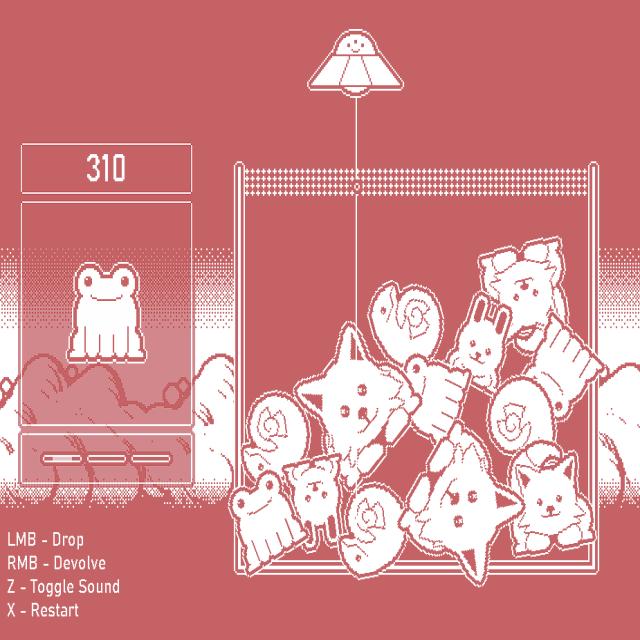 310
LMB - Drop
RMB - Devolve
Z - Toggle Sound
X - Restart